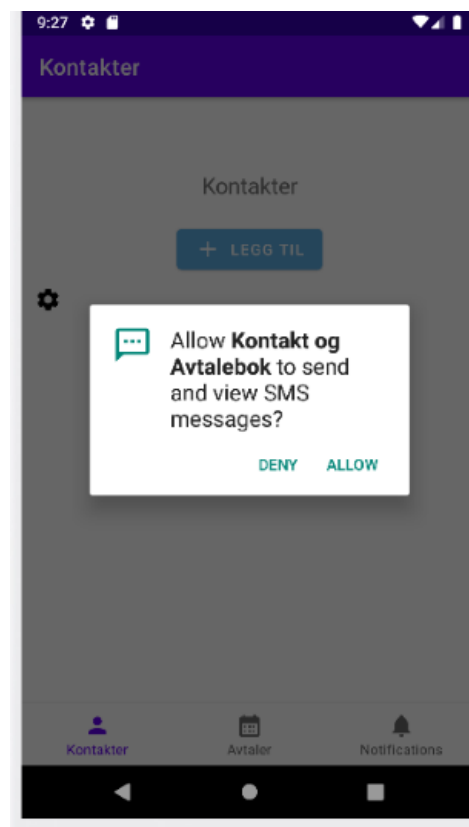 9:27
Kontakter
Kontakter
+ LEGG TIL
Allow Kontakt og
Avtalebok to send
and view SMS
messages?
DENY ALLOW
Kontakter Avtaler Notifications